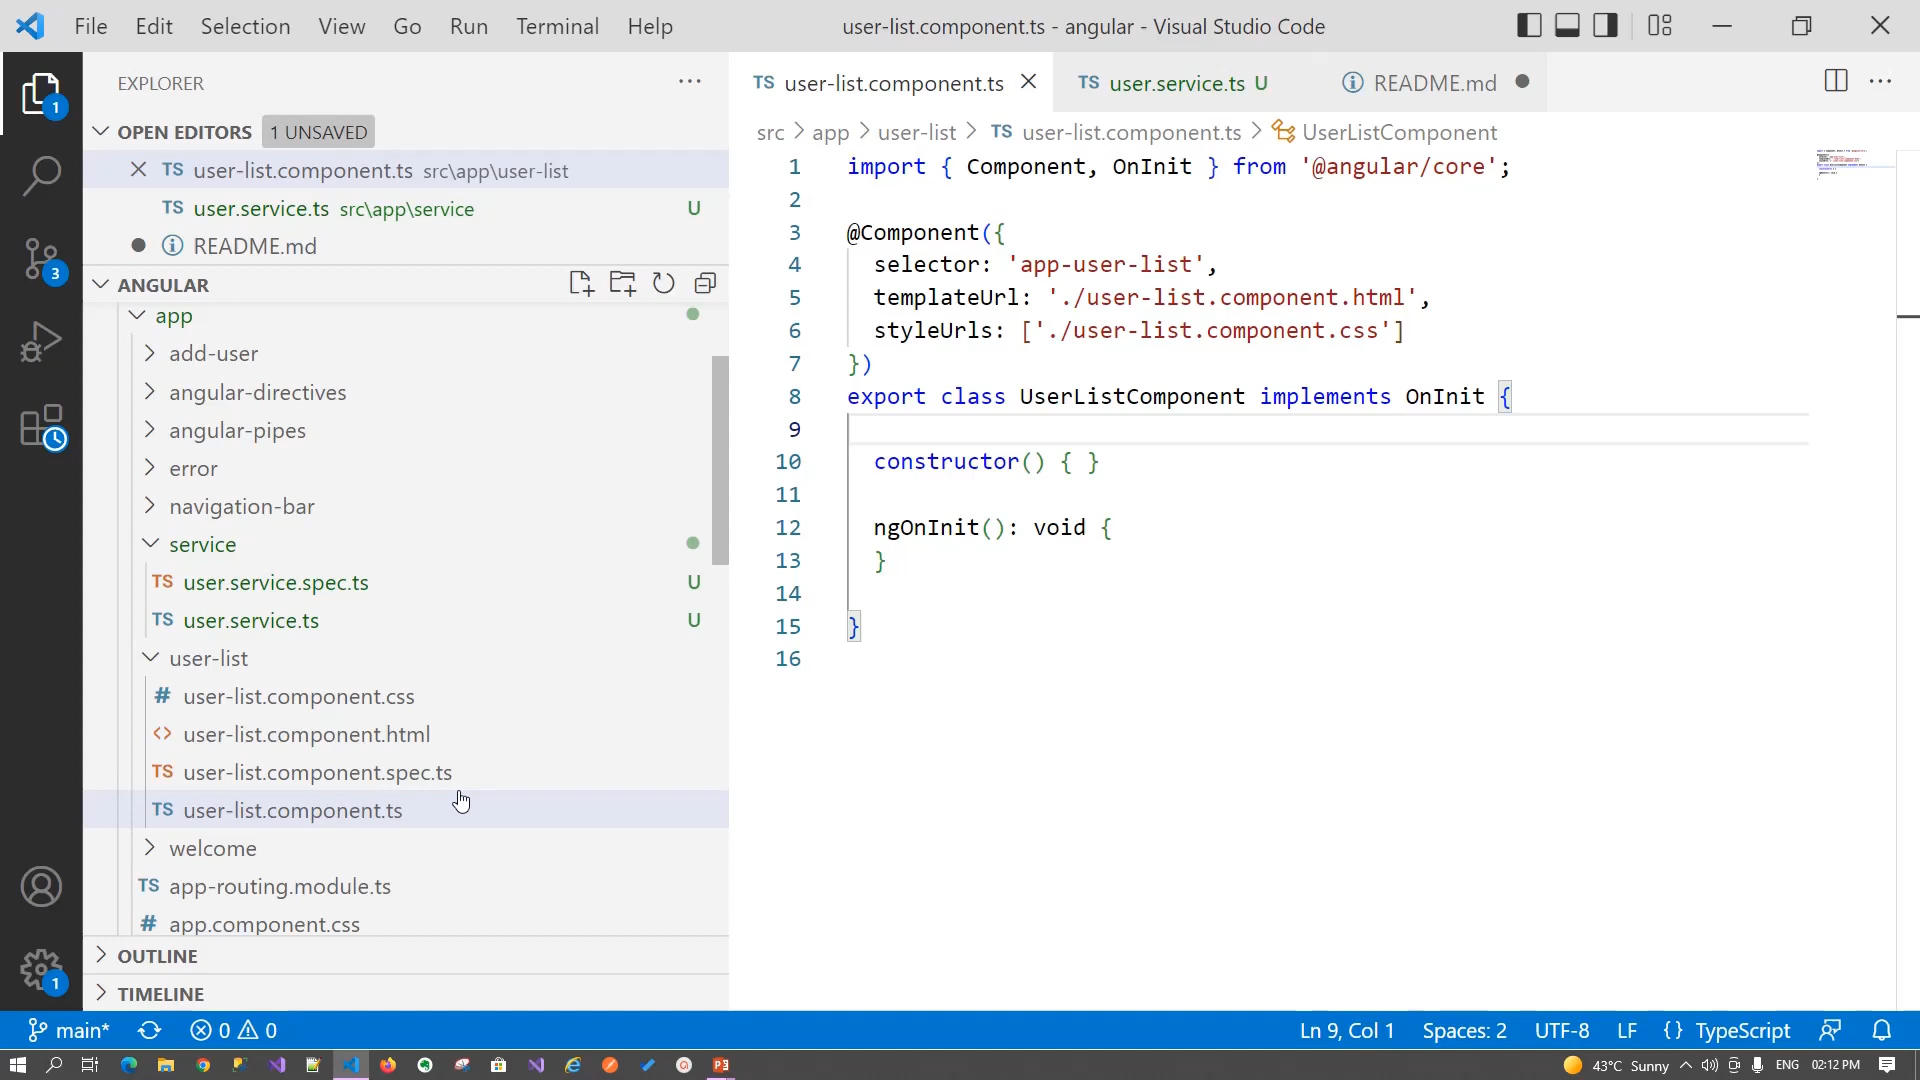 File Edit Selection View Go Run Terminal Help
user-list.component.ts - angular - Visual Studio Code
EXPLORER
OPEN EDITORS 1 UNSAVED
TS user-list.component.ts src\app\user-list
TS user.service.ts src\app\service U
README.md
ANGULAR
app
add-user
angular-directives
angular-pipes
error
navigation-bar
service
TS user.service.spec.ts U
TS user.service.ts U
user-list
# user-list.component.css
<> user-list.component.html
TS user-list.component.spec.ts
TS user-list.component.ts
welcome
TS app-routing.module.ts
# app.component.css
OUTLINE
TIMELINE
1
3
1
TS user-list.component.ts
TS user.service.ts U
README.md
src > app > user-list > TS user-list.component.ts > UserListComponent
1 import { Component, OnInit } from '@angular/core';
2
3 @Component({
4 selector: 'app-user-list',
5 templateUrl: './user-list.component.html',
6 styleUrls: ['./user-list.component.css']
7 })
8 export class UserListComponent implements OnInit {
9
10 constructor() { }
11
12 ngOnInit(): void {
13 }
14
15 }
16
main* 0 0
Ln 9, Col 1 Spaces: 2 UTF-8 LF {} TypeScript
43°C Sunny ENG 02:12 PM